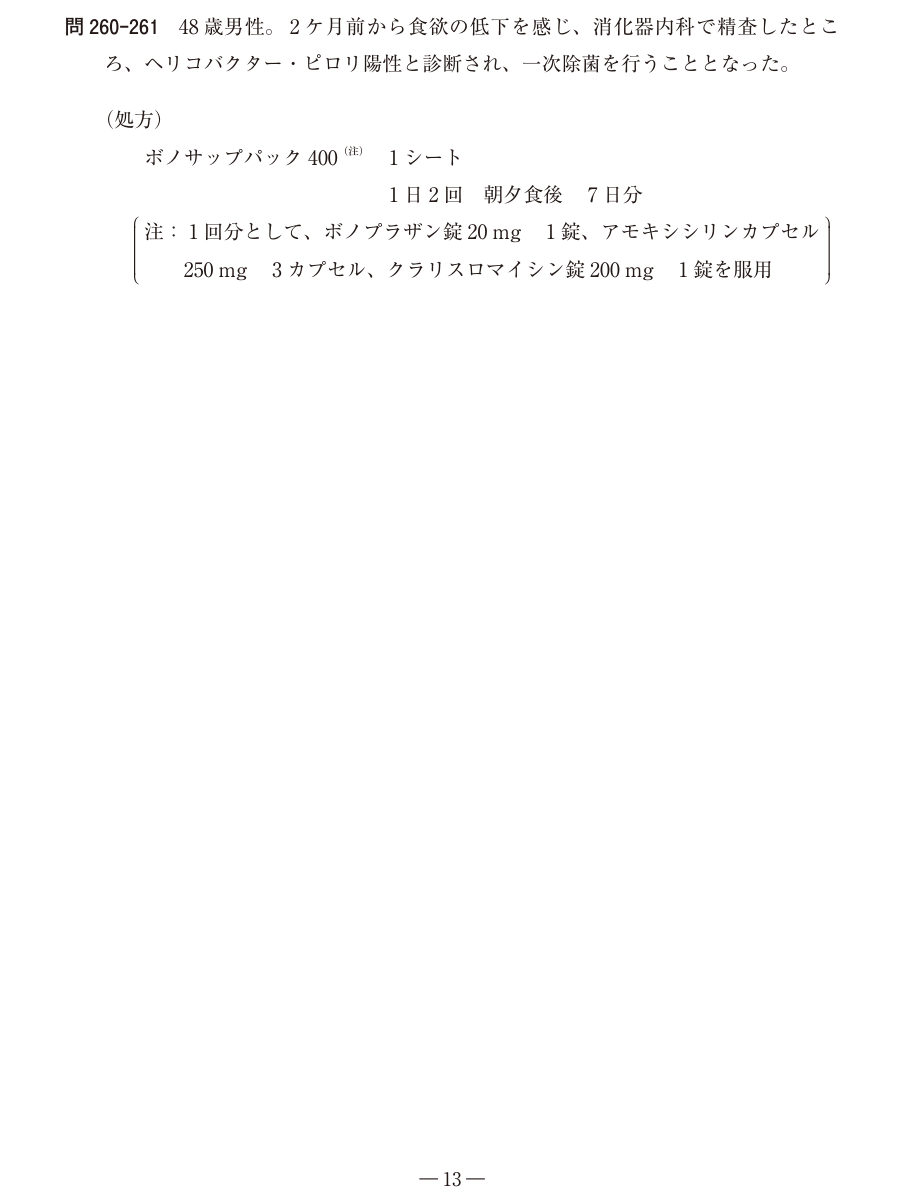 問 260-261 48 歳男性。2 ケ月前から食欲の低下を感じ、消化器内科で精査したとこ
ろ、ヘリコバクター・ピロリ陽性と診断され、一次除菌を行うこととなった。
（処方）
ボノサップパック 400（注） 1 シート
1 日 2 回 朝夕食後 7 日分
注：1 回分として、ボノプラザン錠 20 mg 1 錠、アモキシシリンカプセル
250 mg 3 カプセル、クラリスロマイシン錠 200 mg 1 錠を服用
― 13 ―